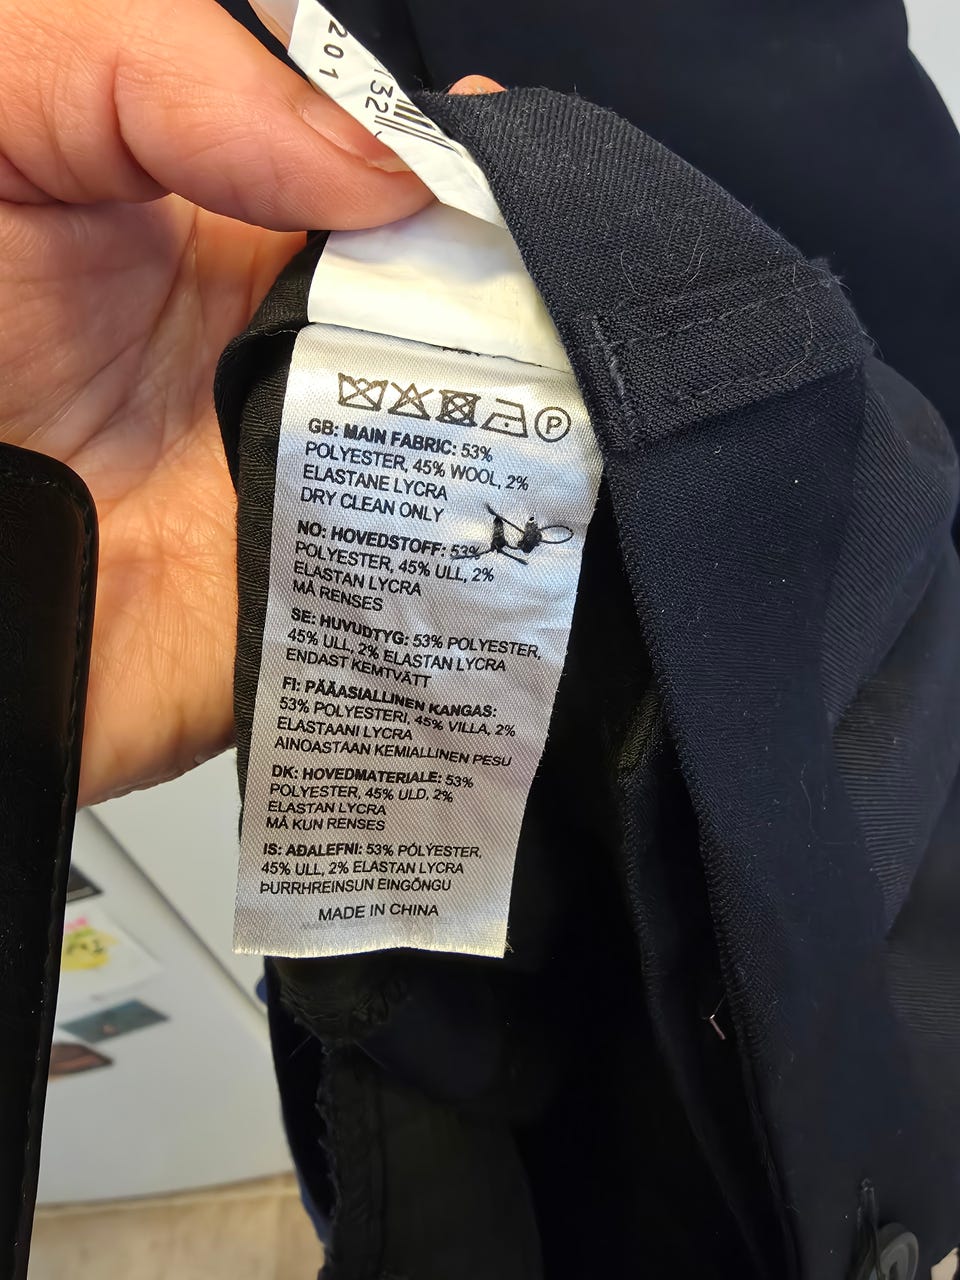 201
732
P
GB: MAIN FABRIC: 53%
POLYESTER, 45% WOOL, 2%
ELASTANE LYCRA
DRY CLEAN ONLY
NO: HOVEDSTOFF: 53%
POLYESTER, 45% ULL, 2%
ELASTAN LYCRA
MÅ RENSES
SE: HUVUDTYG: 53% POLYESTER,
45% ULL, 2% ELASTAN LYCRA
ENDAST KEMTVÄTT
FI: PÄÄASIALLINEN KANGAS:
53% POLYESTERI, 45% VILLA, 2%
ELASTAANI LYCRA
AINOASTAAN KEMIALLINEN PESU
DK: HOVEDMATERIALE: 53%
POLYESTER, 45% ULD, 2%
ELASTAN LYCRA
MÅ KUN RENSES
IS: AÐALEFNI: 53% PÓLYESTER,
45% ULL, 2% ELASTAN LYCRA
ÞURRHREINSUN EINGÖNGU
MADE IN CHINA